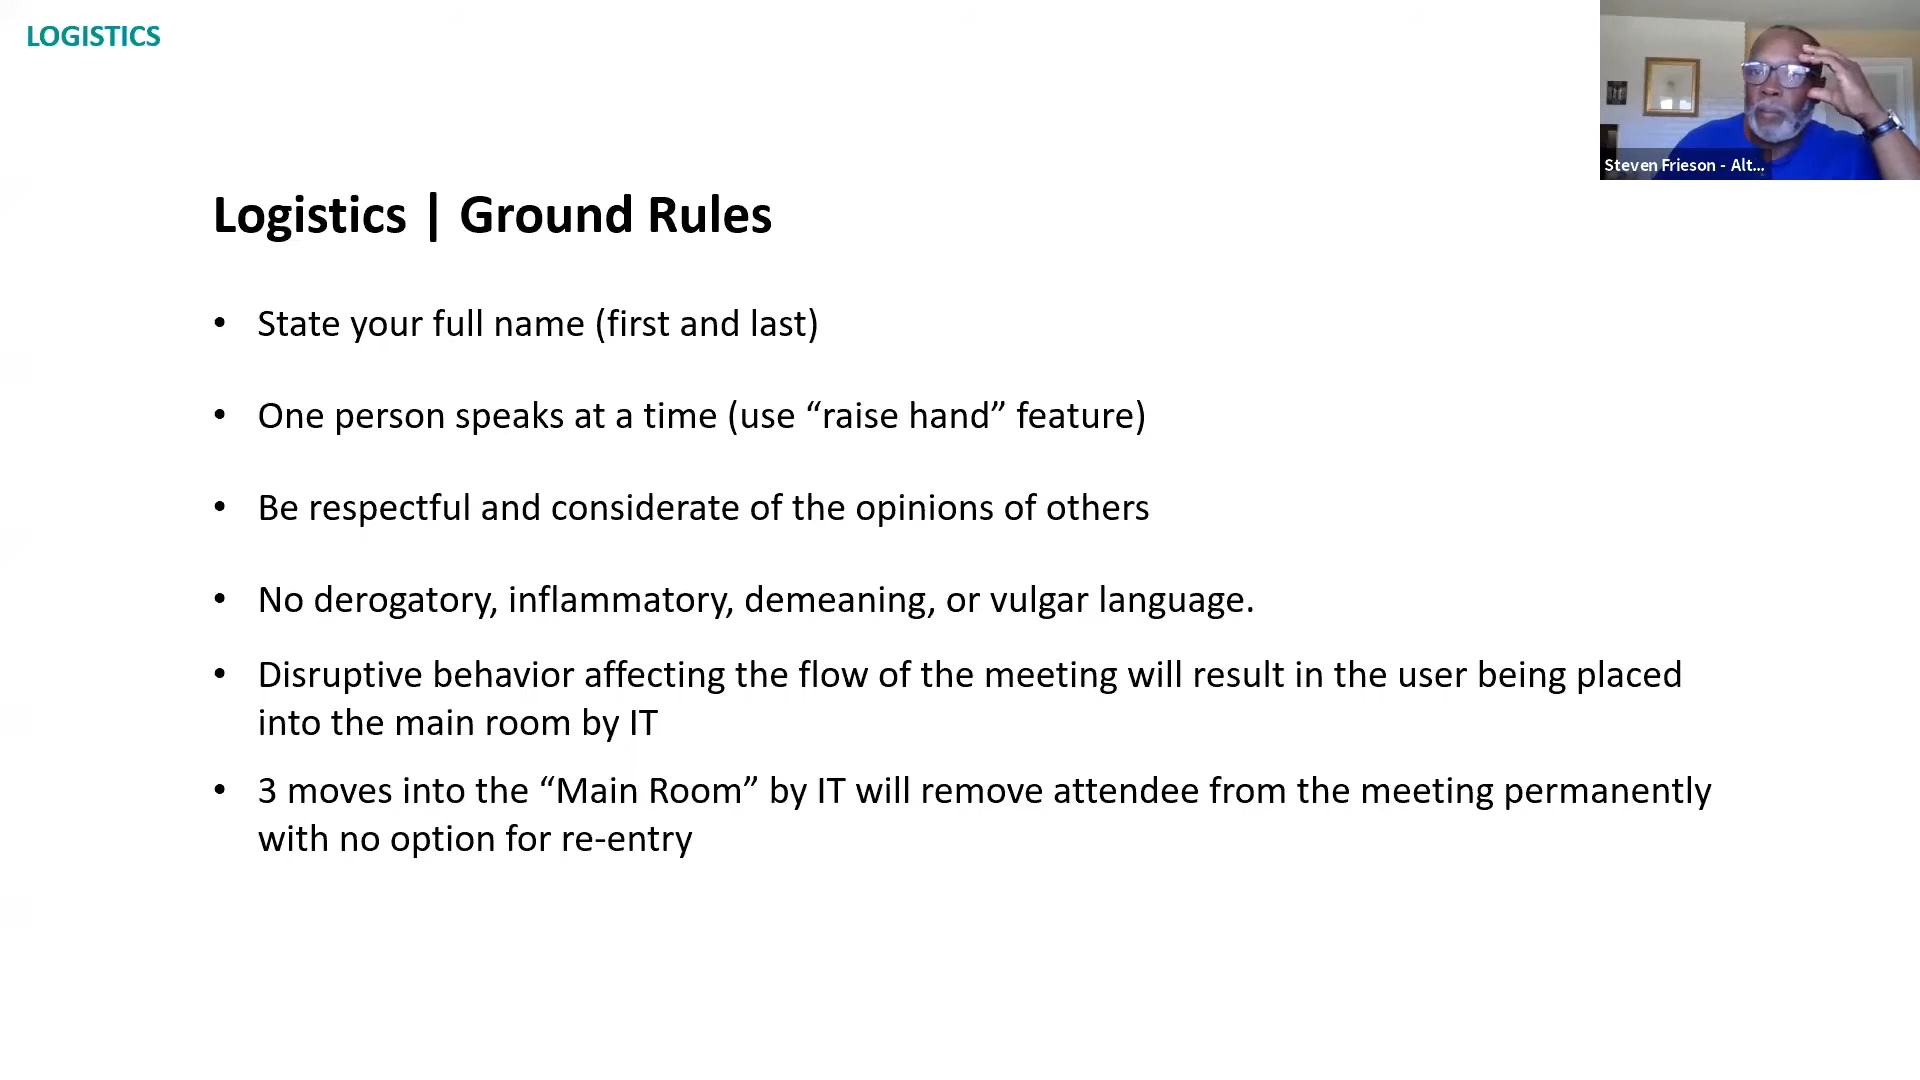 LOGISTICS
Steven Frieson - Alt...
Logistics | Ground Rules
• State your full name (first and last)
• One person speaks at a time (use “raise hand” feature)
• Be respectful and considerate of the opinions of others
• No derogatory, inflammatory, demeaning, or vulgar language.
• Disruptive behavior affecting the flow of the meeting will result in the user being placed
into the main room by IT
• 3 moves into the “Main Room” by IT will remove attendee from the meeting permanently
with no option for re-entry